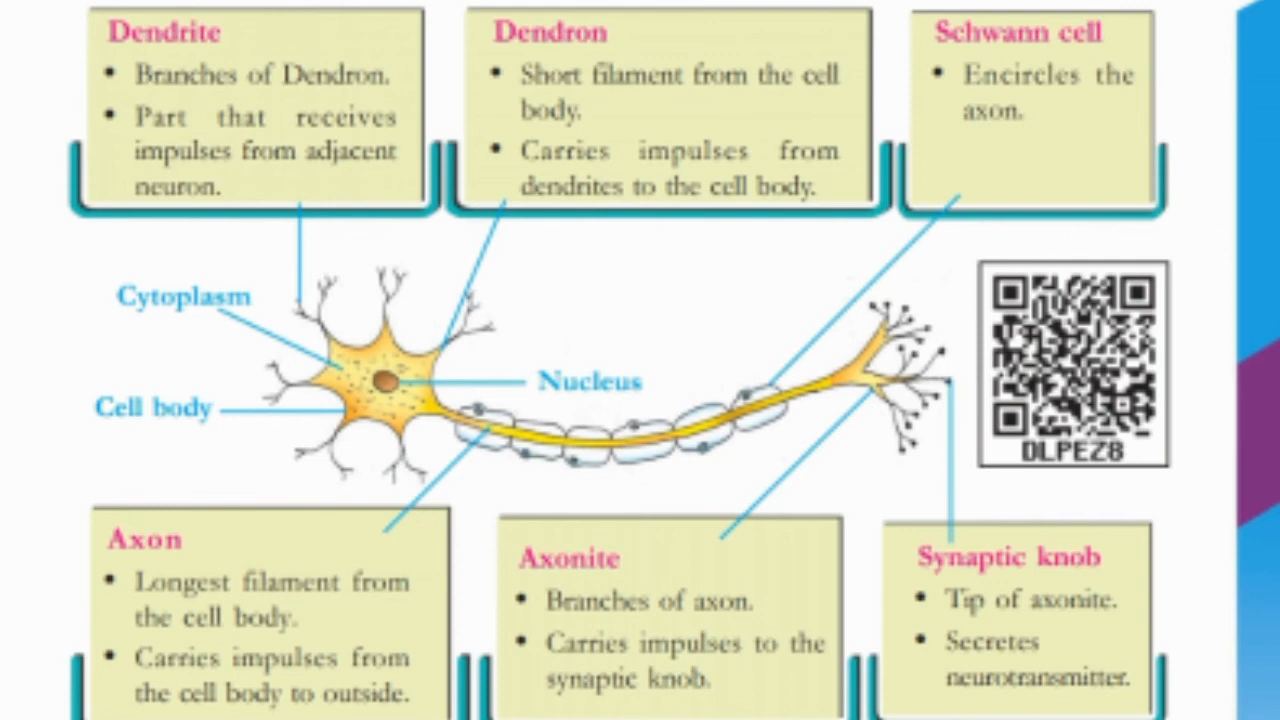 Dendrite
• Branches of Dendron.
• Part that receives
impulses from adjacent
neuron.
Dendron
• Short filament from the cell
body.
• Carries impulses from
dendrites to the cell body.
Schwann cell
• Encircles the
axon.
Cytoplasm
Nucleus
Cell body
DLPEZ8
Axon
• Longest filament from
the cell body.
• Carries impulses from
the cell body to outside.
Axonite
• Branches of axon.
• Carries impulses to the
synaptic knob.
Synaptic knob
• Tip of axonite.
• Secretes
neurotransmitter.